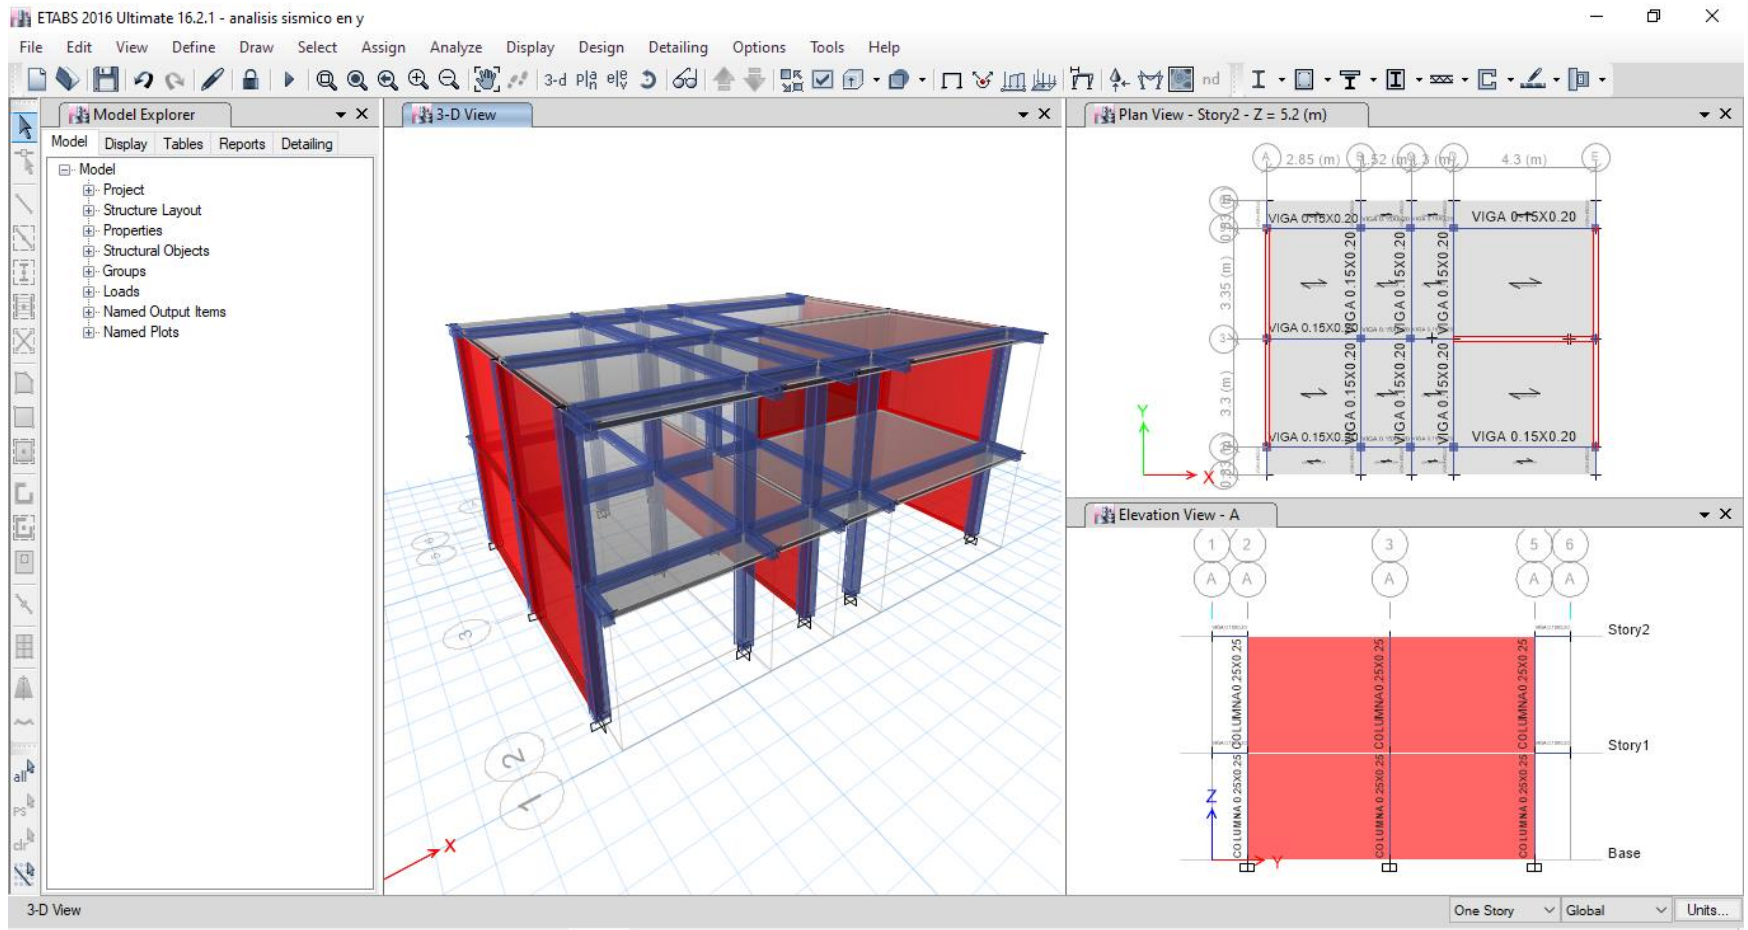 ETABS 2016 Ultimate 16.2.1 - analisis sismico en y
File Edit View Define Draw Select Assign Analyze Display Design Detailing Options Tools Help
3-d nd
Model Explorer
Model Display Tables Reports Detailing
Model
Project
Structure Layout
Properties
Structural Objects
Groups
Loads
Named Output Items
Named Plots
all
PS
clr
3-D View
3
2
1
X
Plan View - Story2 - Z = 5.2 (m)
A 2.85 (m) 4.3 (m) E
VIGA 0.15X0.20 VIGA 0.15X0.20
3.35 (m)
VIGA 0.15X0.20
VIGA 0.15X0.20
VIGA 0.15X0.20
VIGA 0.15X0.20
3
3.3 (m)
VIGA 0.15X0.20
VIGA 0.15X0.20
VIGA 0.15X0.20
VIGA 0.15X0.20 VIGA 0.15X0.20
Y
X
Elevation View - A
1 2 3 5 6
A A A A A
Story2
COLUMNA 0.25X0.25 COLUMNA 0.25X0.25 COLUMNA 0.25X0.25
Story1
COLUMNA 0.25X0.25 COLUMNA 0.25X0.25 COLUMNA 0.25X0.25
Z
Y
Base
3-D View
One Story Global Units...